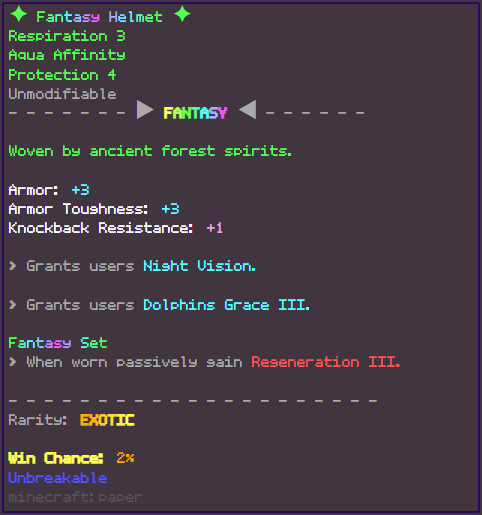 ✦ Fantasy Helmet ✦
Respiration 3
Aqua Affinity
Protection 4
Unmodifiable
- - - - - - - ▶ FANTASY ◀ - - - - - -
Woven by ancient forest spirits.
Armor: +3
Armor Toughness: +3
Knockback Resistance: +1
> Grants users Night Vision.
> Grants users Dolphins Grace III.
Fantasy Set
> When worn passively gain Regeneration III.
- - - - - - - - - - - - - - - - - - - - - - -
Rarity: EXOTIC
Win Chance: 2%
Unbreakable
minecraft:paper